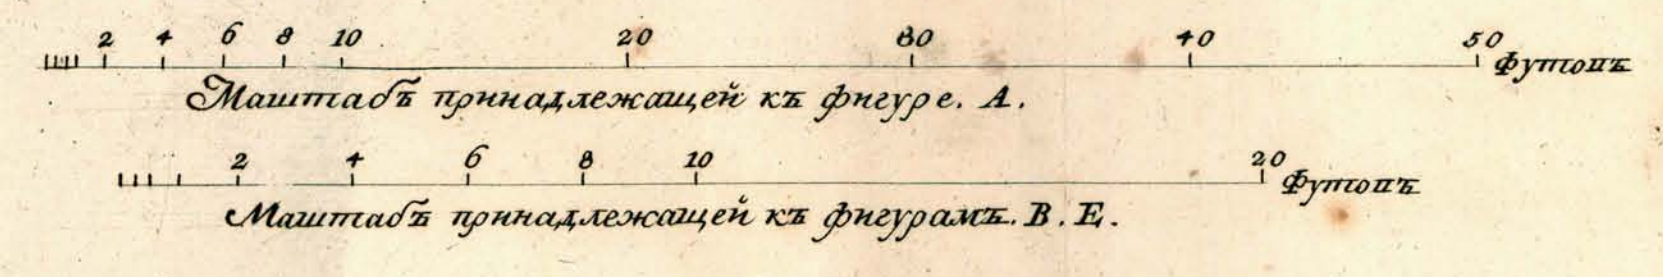 2 4 6 8 10 20 30 40 50 Футовъ
Маштабъ принадлежащей къ фигуре. А.
2 4 6 8 10 20 Футовъ
Маштабъ принадлежащей къ фигурамъ. В. Е.